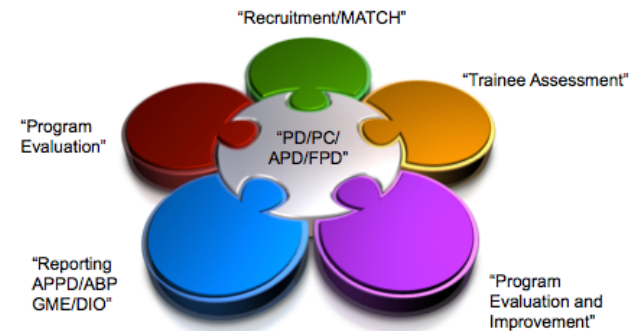 “Recruitment/MATCH”
“Trainee Assessment”
“Program
Evaluation”
“PD/PC/
APD/FPD”
“Reporting
APPD/ABP
GME/DIO”
“Program
Evaluation and
Improvement”